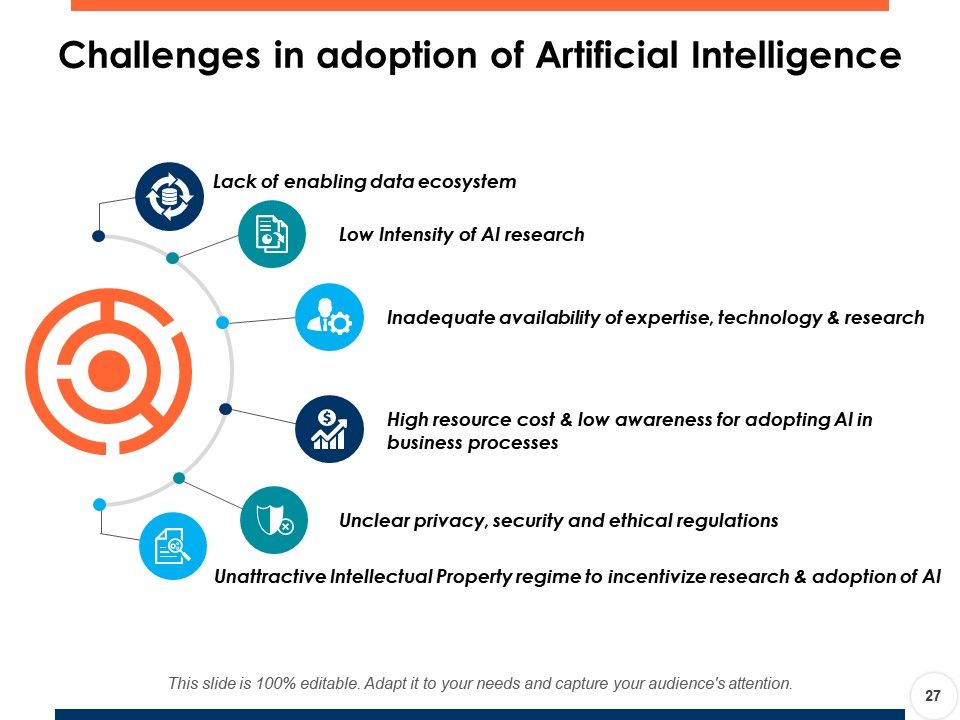 Challenges in adoption of Artificial Intelligence
Lack of enabling data ecosystem
Low Intensity of AI research
Inadequate availability of expertise, technology & research
$
High resource cost & low awareness for adopting AI in
business processes
Unclear privacy, security and ethical regulations
Unattractive Intellectual Property regime to incentivize research & adoption of AI
This slide is 100% editable. Adapt it to your needs and capture your audience's attention.
27